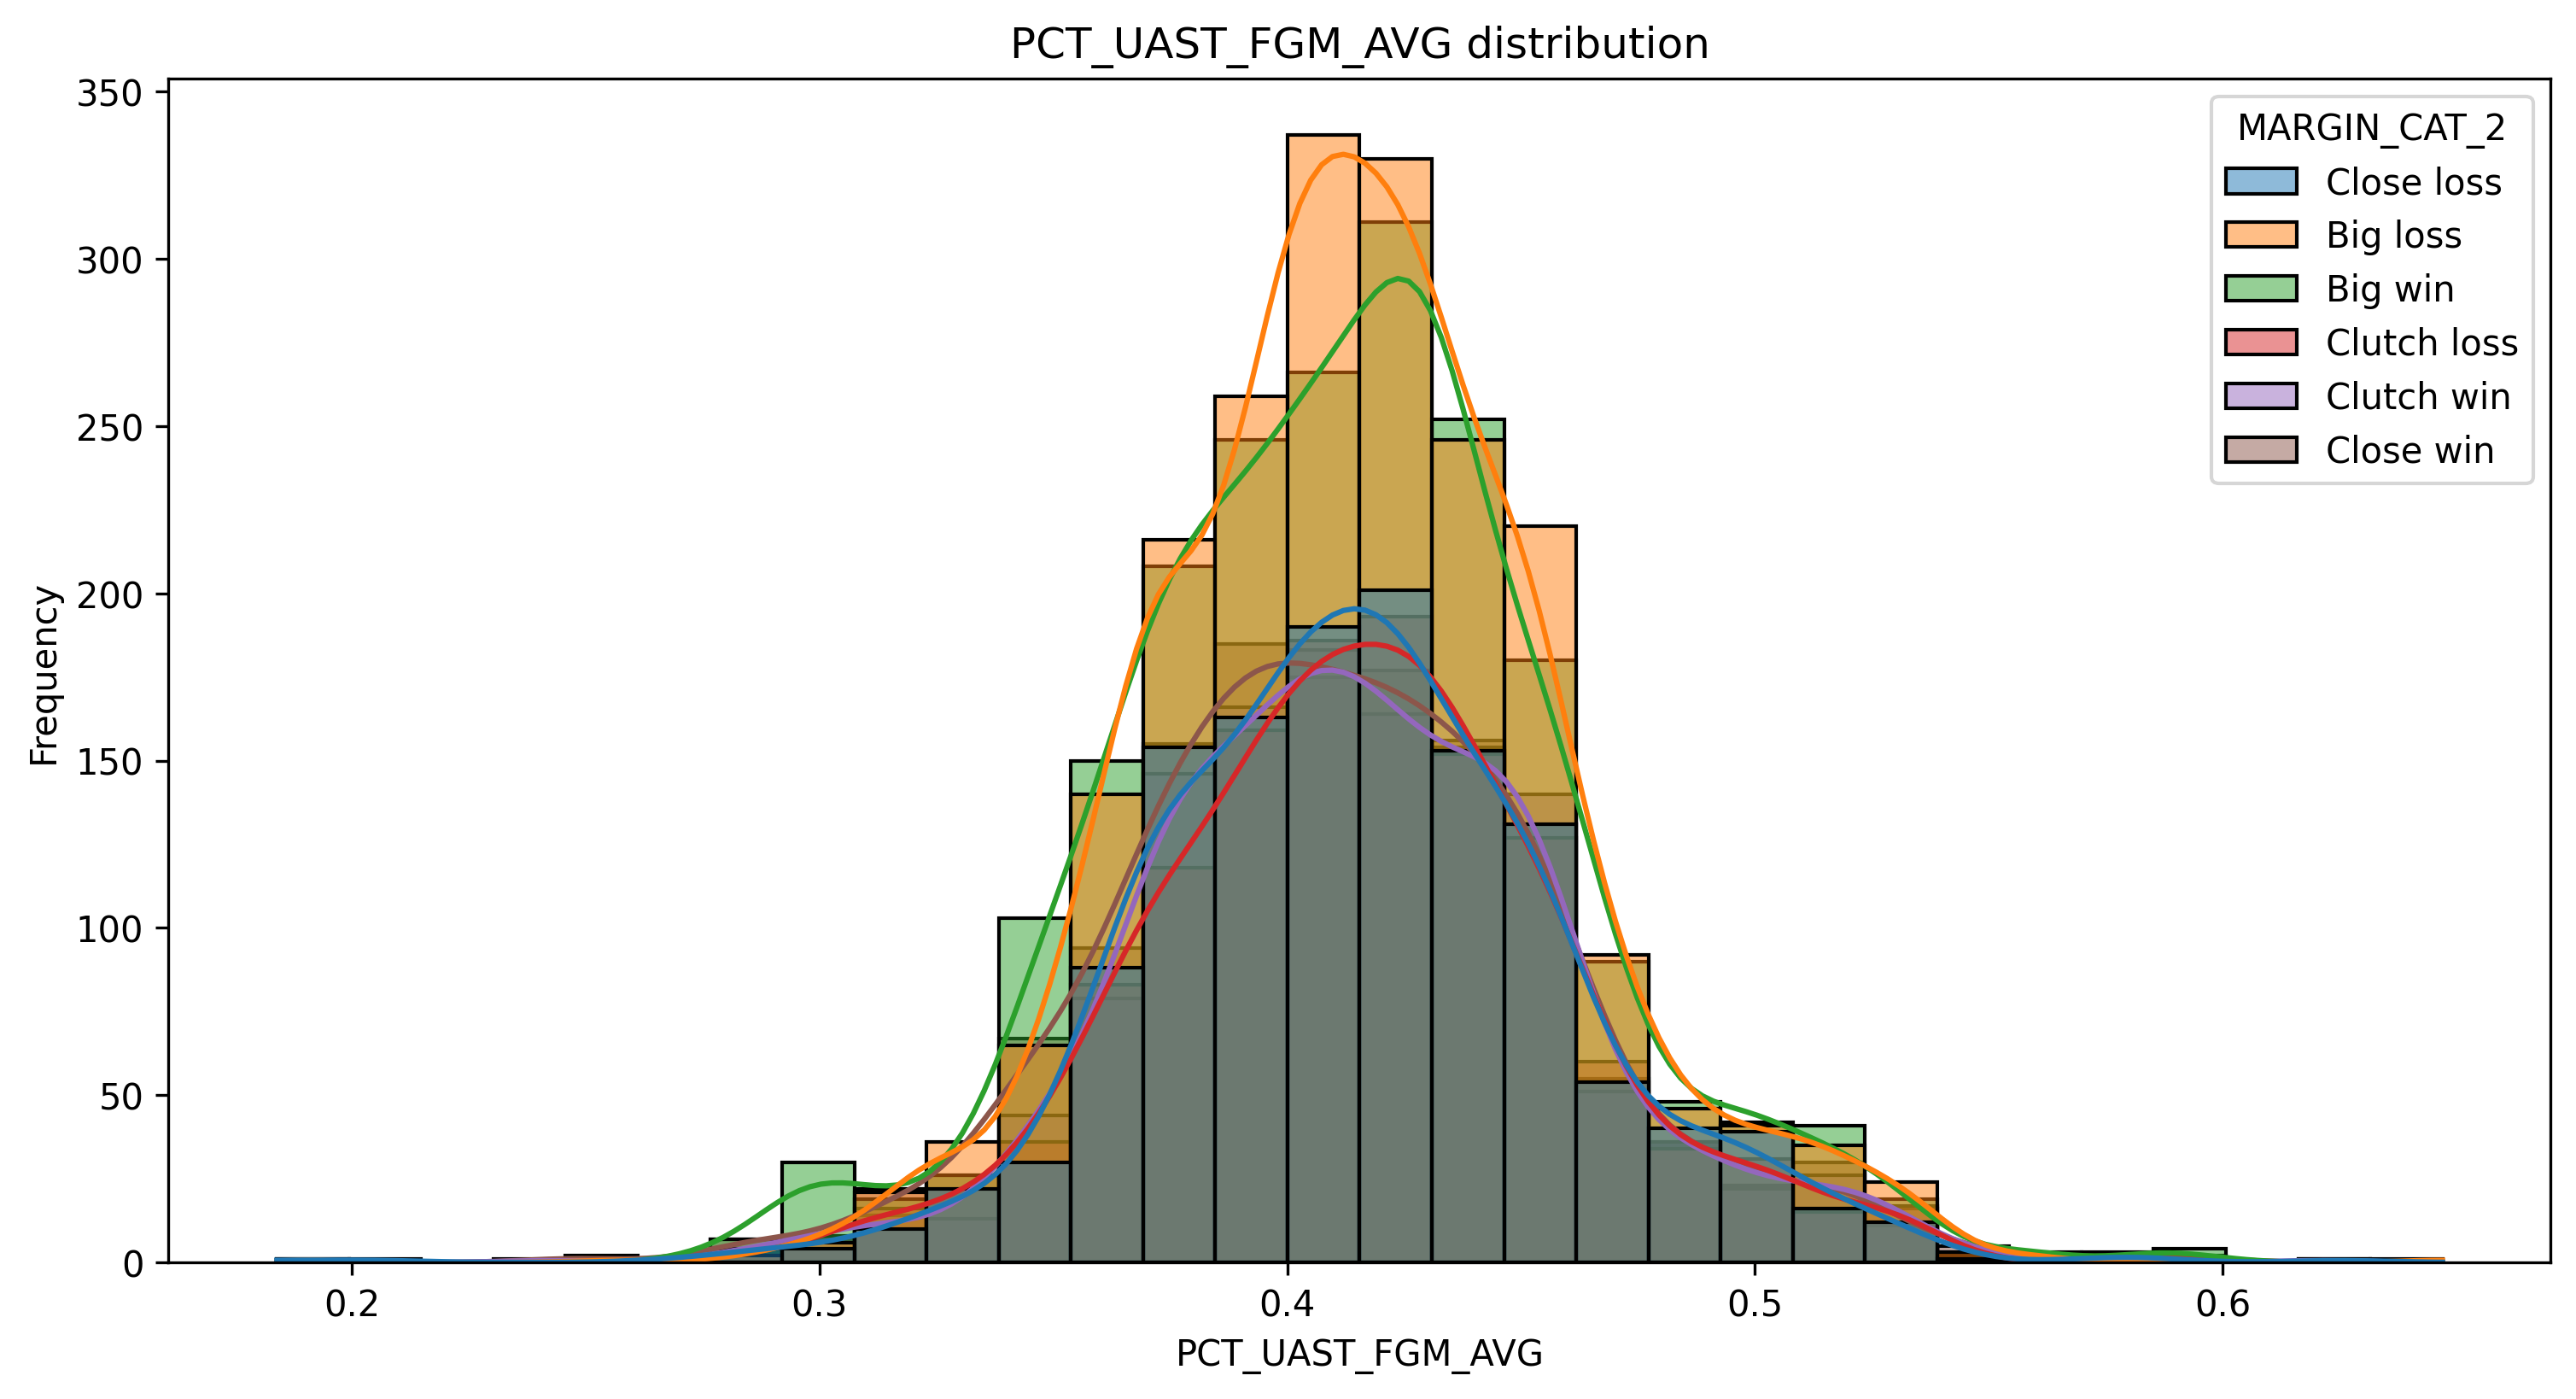 PCT_UAST_FGM_AVG distribution
350
300
250
200
150
100
50
0
Frequency
0.2
0.3
0.4
0.5
0.6
PCT_UAST_FGM_AVG
MARGIN_CAT_2
Close loss
Big loss
Big win
Clutch loss
Clutch win
Close win